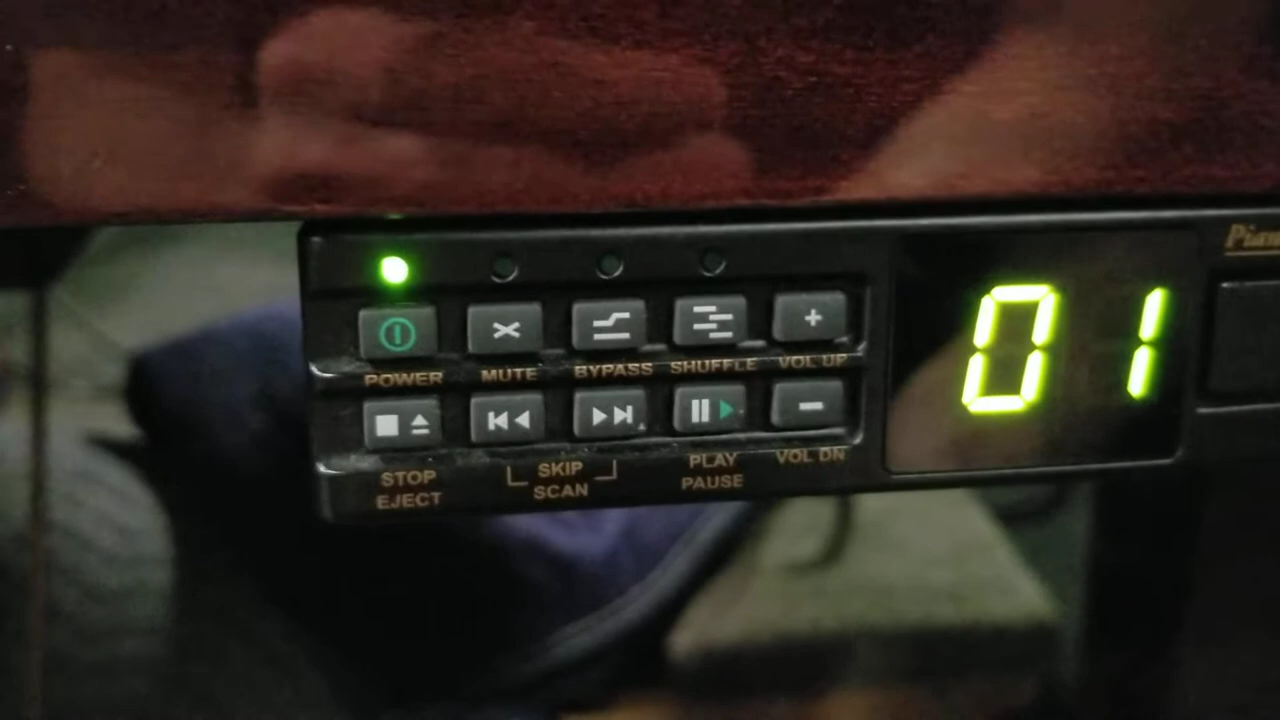 POWER MUTE BYPASS SHUFFLE VOL UP
STOP
EJECT
SKIP
SCAN
PLAY
PAUSE
VOL DN
01